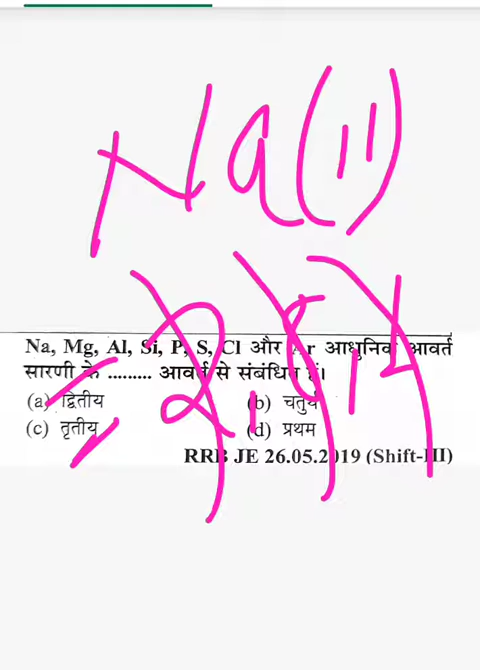 Na(11)
2,8,1
Na, Mg, Al, Si, P, S, Cl और Ar आधुनिक आवर्त
सारणी के ......... आवर्त से संबंधित हैं।
(a) द्वितीय (b) चतुर्थ
(c) तृतीय (d) प्रथम
RRB JE 26.05.2019 (Shift-III)